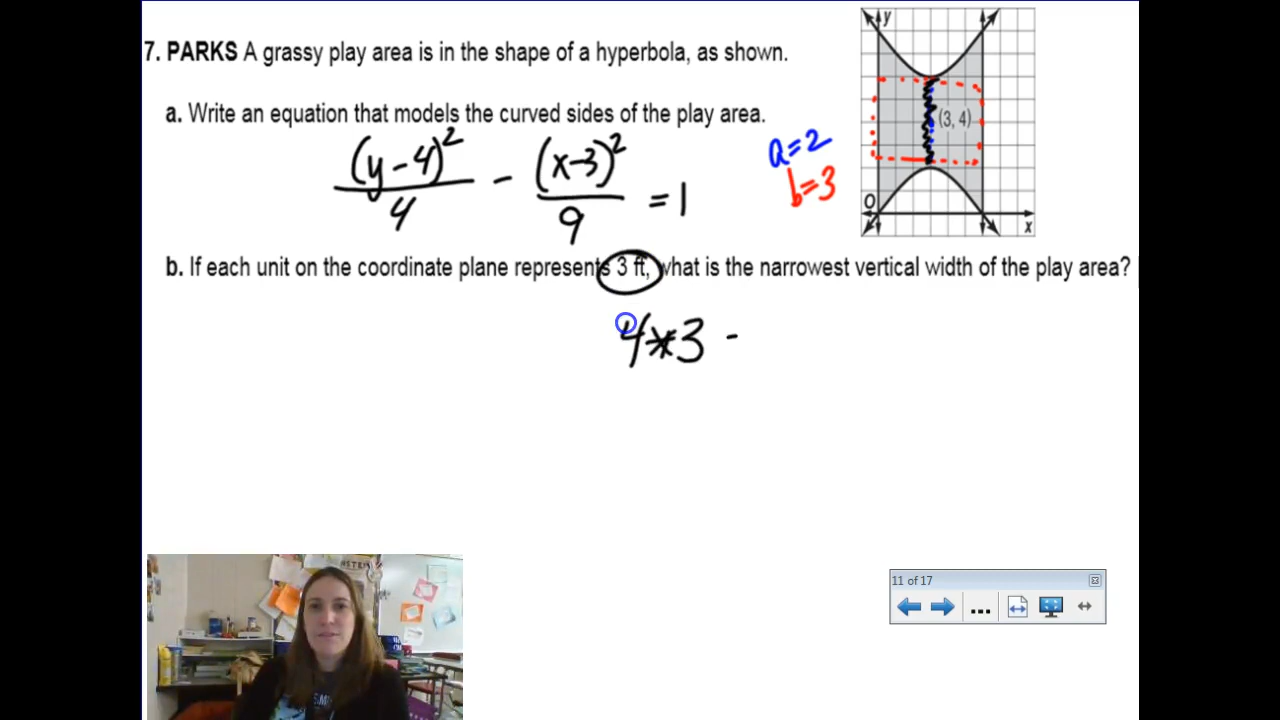 7. PARKS A grassy play area is in the shape of a hyperbola, as shown.
a. Write an equation that models the curved sides of the play area.
(y-4)²/4 - (x-3)²/9 = 1
a=2
b=3
y
(3, 4)
O
x
b. If each unit on the coordinate plane represents 3 ft, what is the narrowest vertical width of the play area?
4*3 -
11 of 17